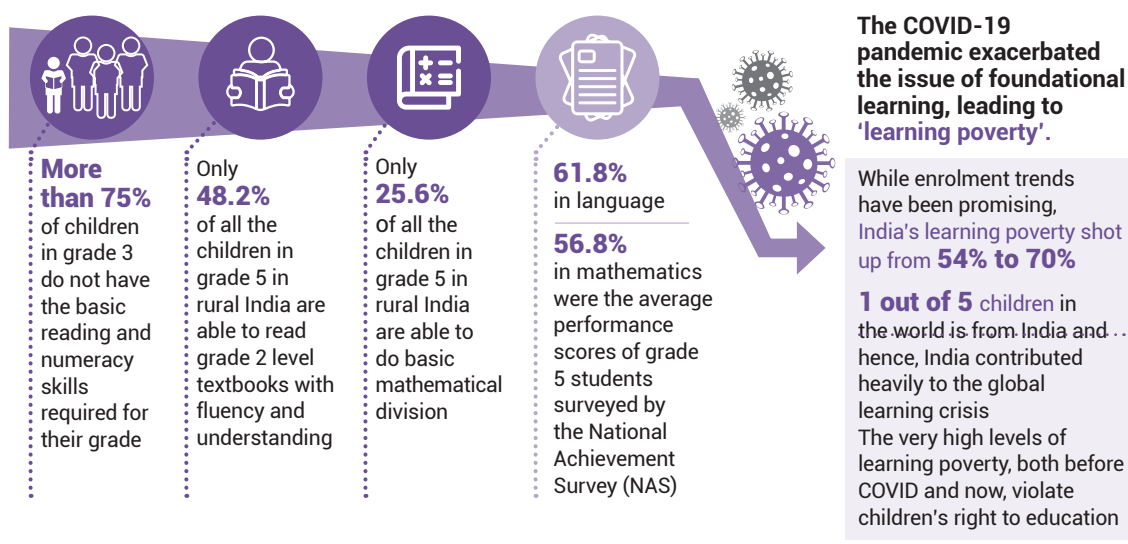 More
than 75%
of children
in grade 3
do not have
the basic
reading and
numeracy
skills
required for
their grade
Only
48.2%
of all the
children in
grade 5 in
rural India are
able to read
grade 2 level
textbooks with
fluency and
understanding
Only
25.6%
of all the
children in
grade 5 in
rural India
are able to
do basic
mathematical
division
61.8%
in language
56.8%
in mathematics
were the average
performance
scores of grade
5 students
surveyed by
the National
Achievement
Survey (NAS)
The COVID-19
pandemic exacerbated
the issue of foundational
learning, leading to
‘learning poverty’.
While enrolment trends
have been promising,
India’s learning poverty shot
up from 54% to 70%
1 out of 5 children in
the world is from India and
hence, India contributed
heavily to the global
learning crisis
The very high levels of
learning poverty, both before
COVID and now, violate
children’s right to education